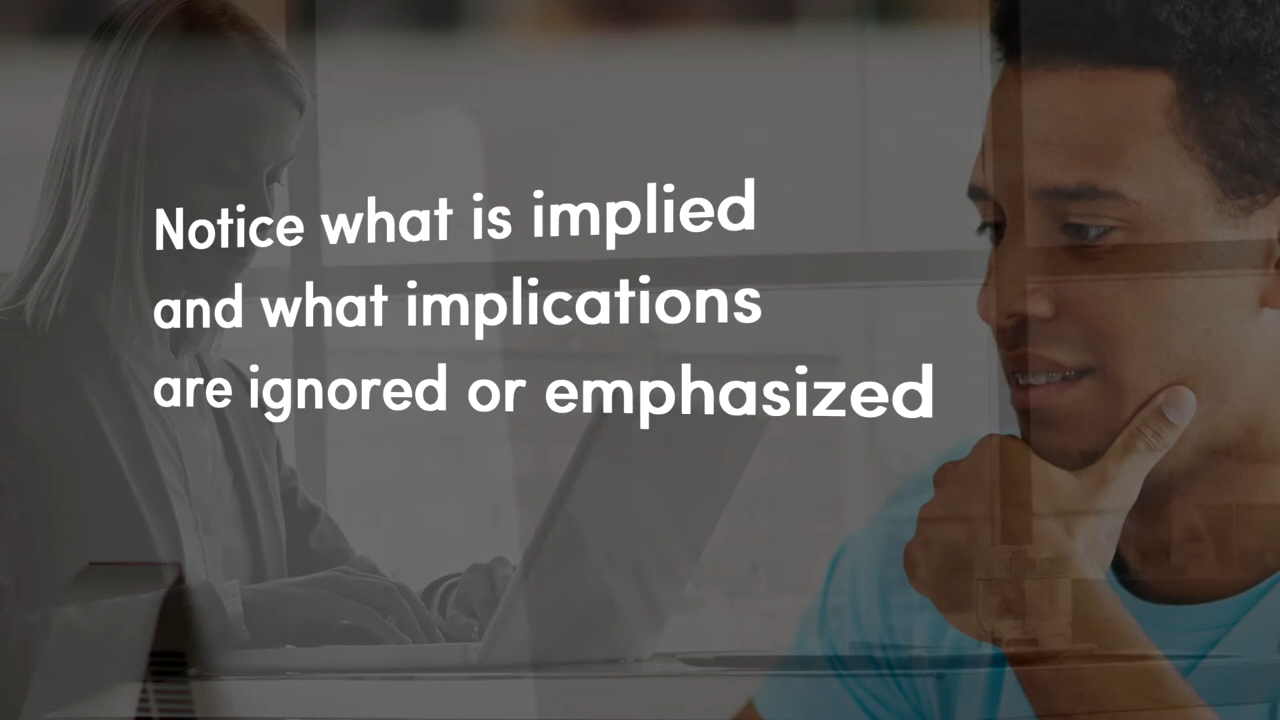 Notice what is implied
and what implications
are ignored or emphasized